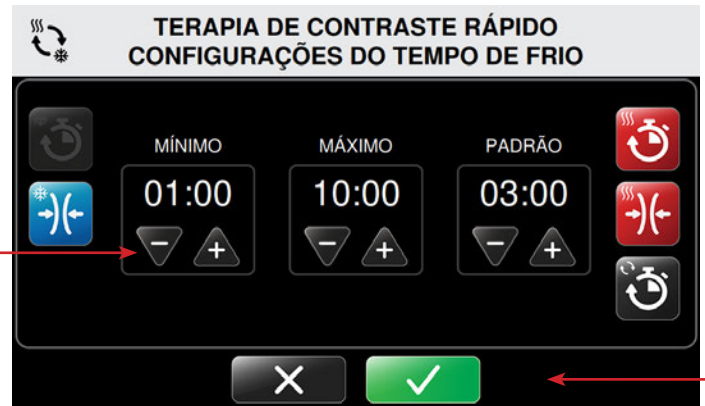 TERAPIA DE CONTRASTE RÁPIDO
CONFIGURAÇÕES DO TEMPO DE FRIO
MÍNIMO MÁXIMO PADRÃO
01:00 10:00 03:00